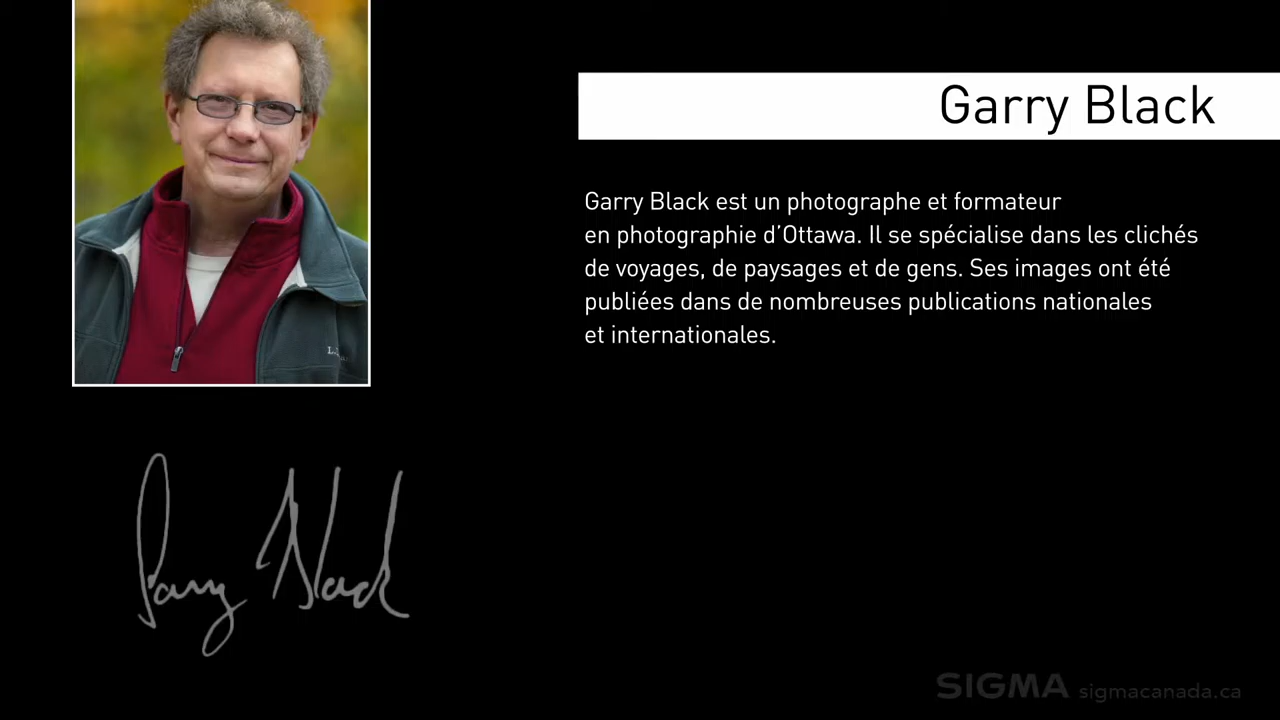 Garry Black
Garry Black est un photographe et formateur
en photographie d’Ottawa. Il se spécialise dans les clichés
de voyages, de paysages et de gens. Ses images ont été
publiées dans de nombreuses publications nationales
et internationales.
Garry Black
SIGMA sigmacanada.ca